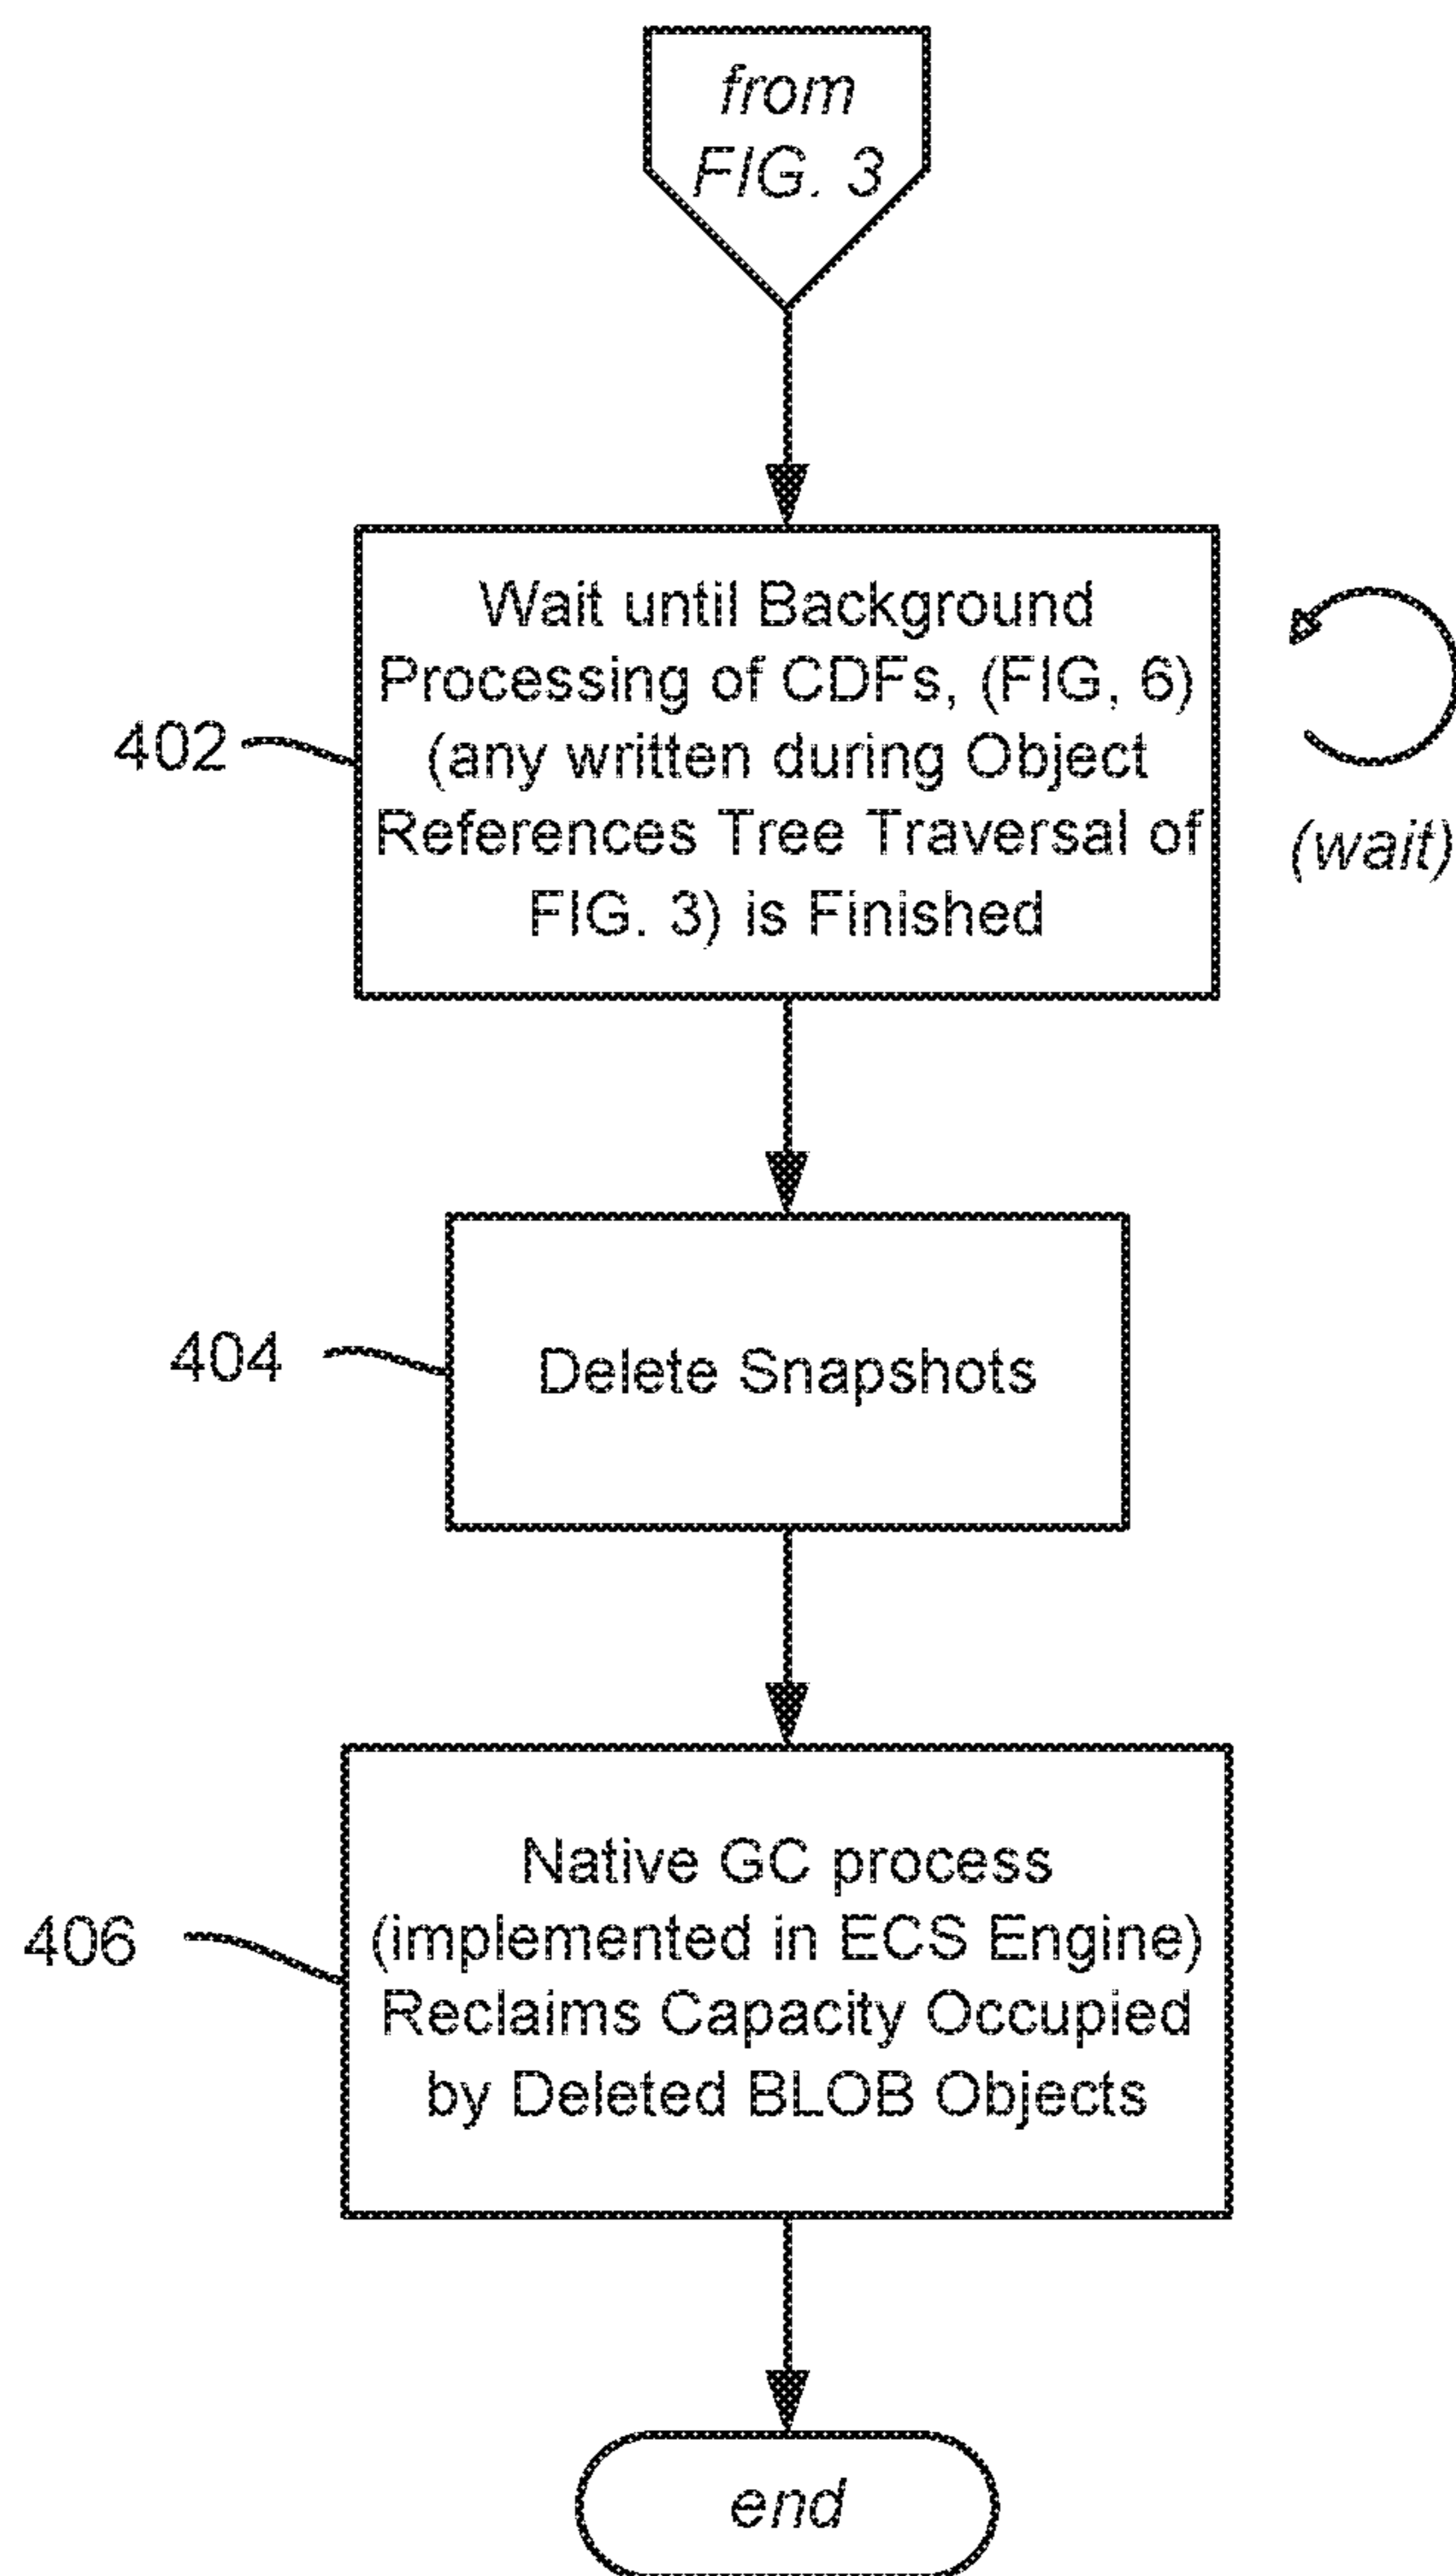 from
FIG. 3
Wait until Background
Processing of CDFs, (FIG, 6)
(any written during Object
References Tree Traversal of
FIG. 3) is Finished
402
(wait)
Delete Snapshots
404
Native GC process
(implemented in ECS Engine)
Reclaims Capacity Occupied
by Deleted BLOB Objects
406
end